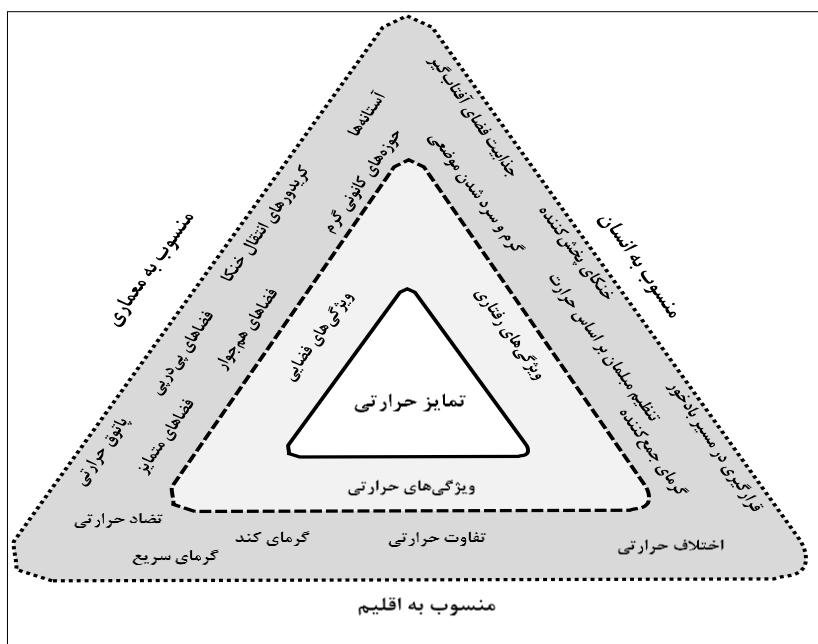 جذابیت فضای آفتاب‌گیر
گرم و سرد شدن موضعی
خنکای پخش‌کننده
تنظیم مبلمان بر اساس حرارت
گرمای جمع‌کننده
قرارگیری در مسیر بادخور
منسوب به انسان
آستانه‌ها
حوزه‌های کانونی گرم
کریدورهای انتقال خنکا
فضاهای هم‌جوار
فضاهای پی‌درپی
فضاهای متمایز
پاتوق حرارتی
منسوب به معماری
ویژگی‌های رفتاری
ویژگی‌های فضایی
تمایز حرارتی
ویژگی‌های حرارتی
تضاد حرارتی
گرمای سریع
گرمای کند
تفاوت حرارتی
اختلاف حرارتی
منسوب به اقلیم